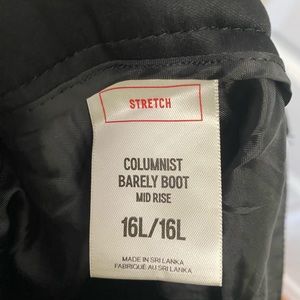 STRETCH
COLUMNIST
BARELY BOOT
MID RISE
16L/16L
MADE IN SRI LANKA
FABRIQUÉ AU SRI LANKA